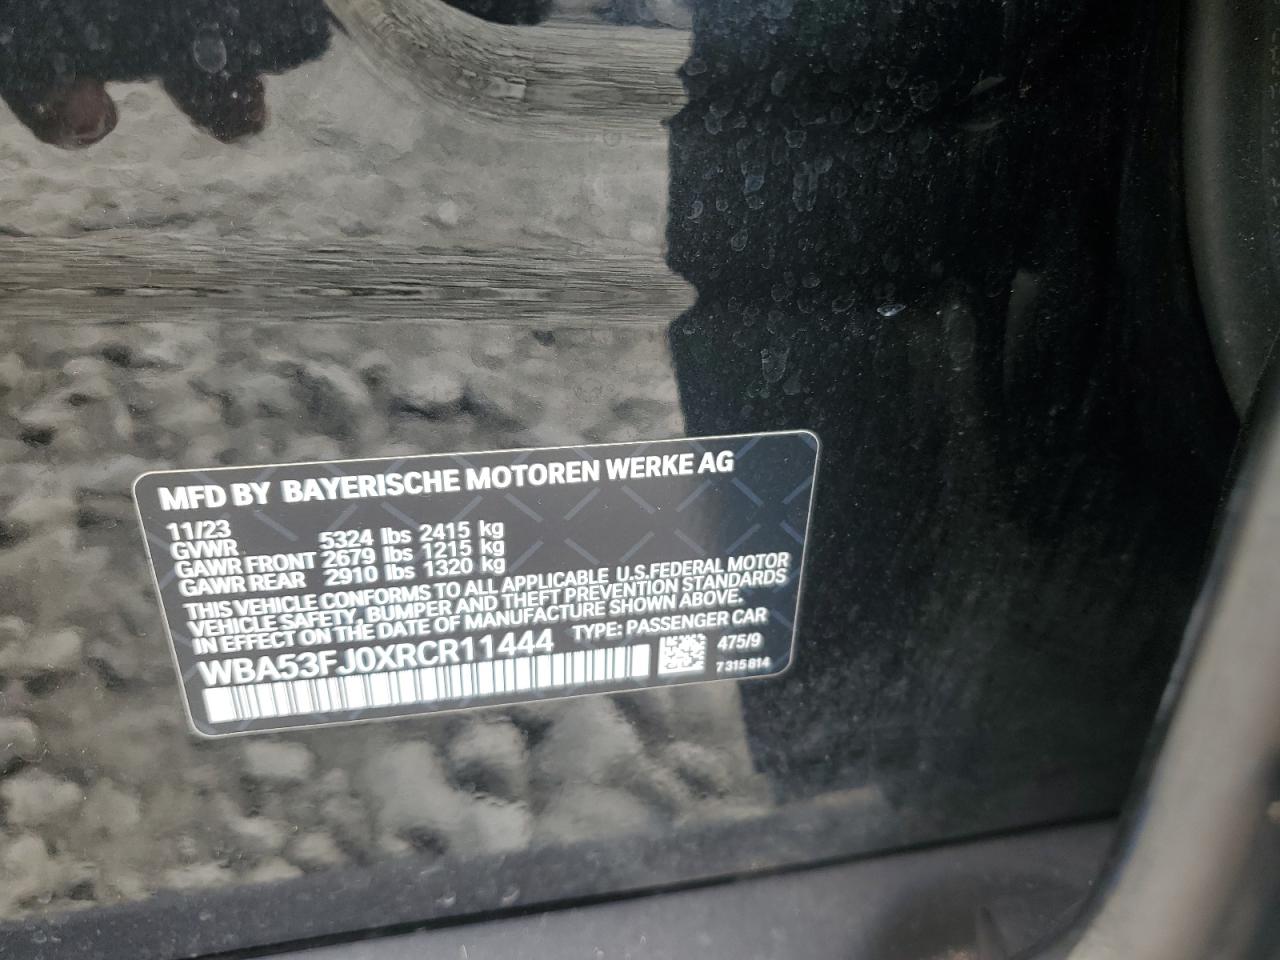 MFD BY BAYERISCHE MOTOREN WERKE AG
11/23
GVWR 5324 lbs 2415 kg
GAWR FRONT 2679 lbs 1215 kg
GAWR REAR 2910 lbs 1320 kg
THIS VEHICLE CONFORMS TO ALL APPLICABLE U.S.FEDERAL MOTOR
VEHICLE SAFETY, BUMPER AND THEFT PREVENTION STANDARDS
IN EFFECT ON THE DATE OF MANUFACTURE SHOWN ABOVE.
WBA53FJ0XRCR11444 TYPE: PASSENGER CAR
475/9
7 315 814